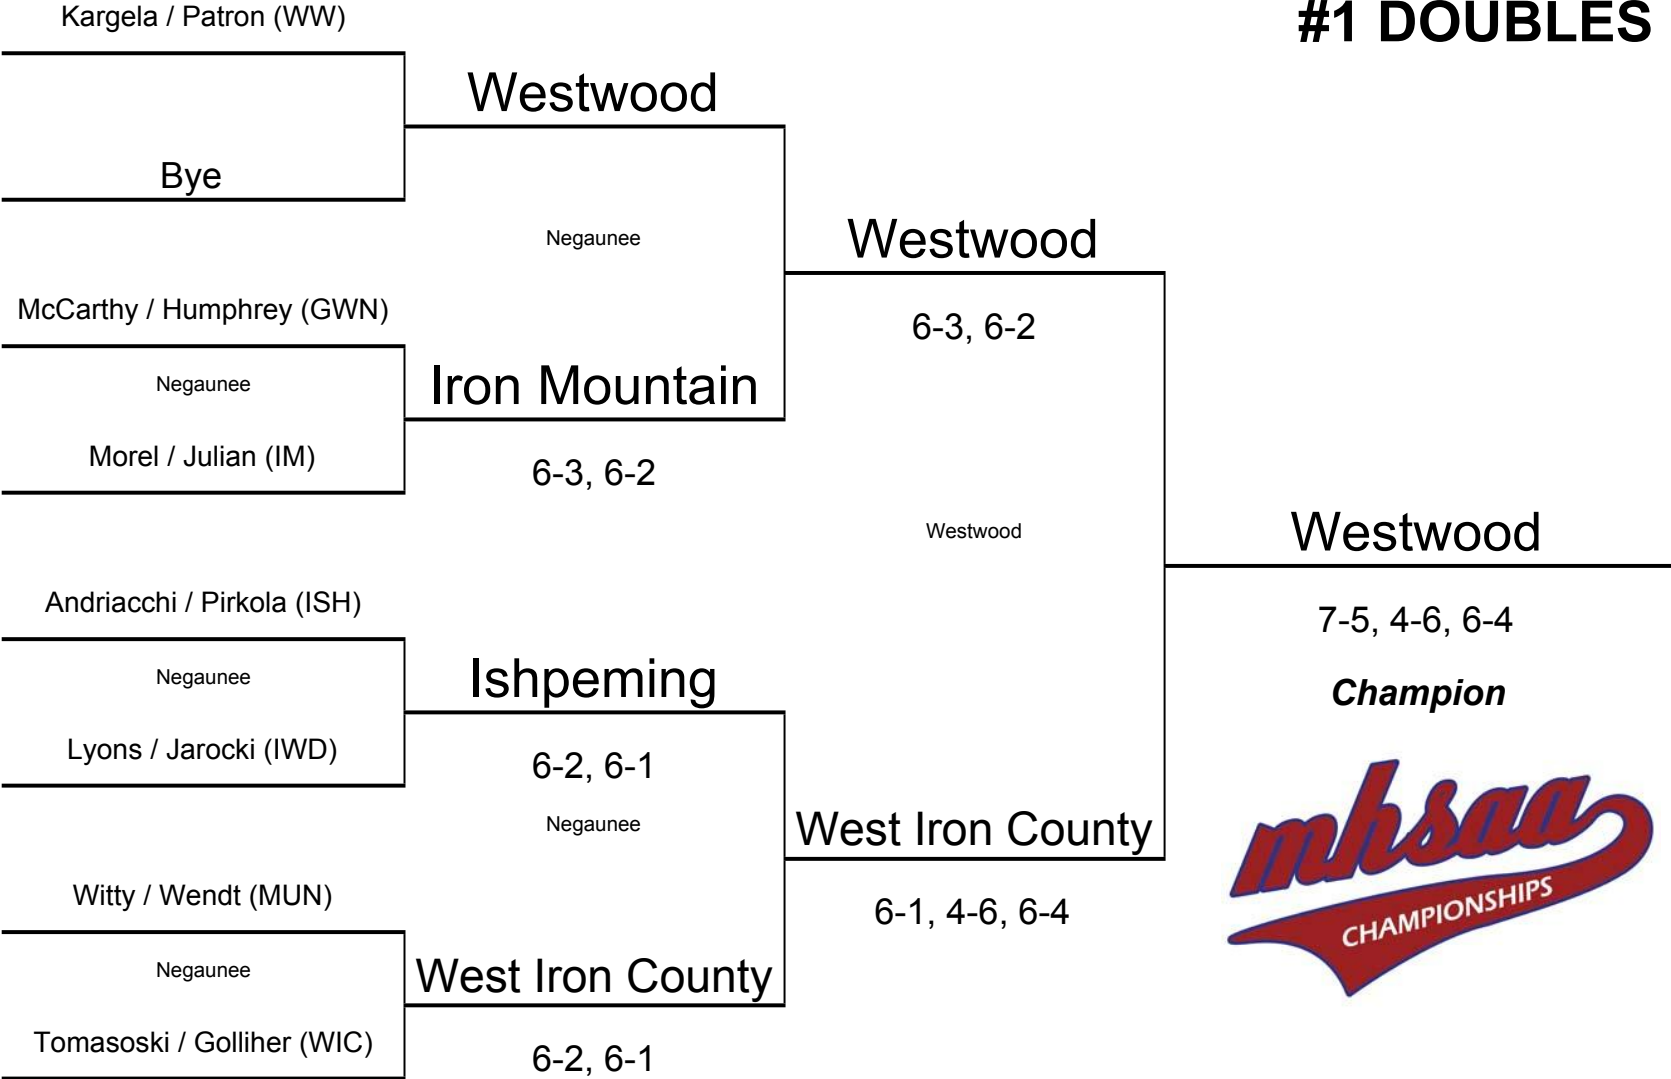 Kargela / Patron (WW)
#1 DOUBLES
Westwood
Bye
Negaunee
Westwood
McCarthy / Humphrey (GWN)
6-3, 6-2
Negaunee
Iron Mountain
Morel / Julian (IM)
6-3, 6-2
Westwood
Westwood
Andriacchi / Pirkola (ISH)
7-5, 4-6, 6-4
Negaunee
Ishpeming
Champion
Lyons / Jarocki (IWD)
6-2, 6-1
Negaunee
West Iron County
mhsaa
CHAMPIONSHIPS
Witty / Wendt (MUN)
6-1, 4-6, 6-4
Negaunee
West Iron County
Tomasoski / Golliher (WIC)
6-2, 6-1